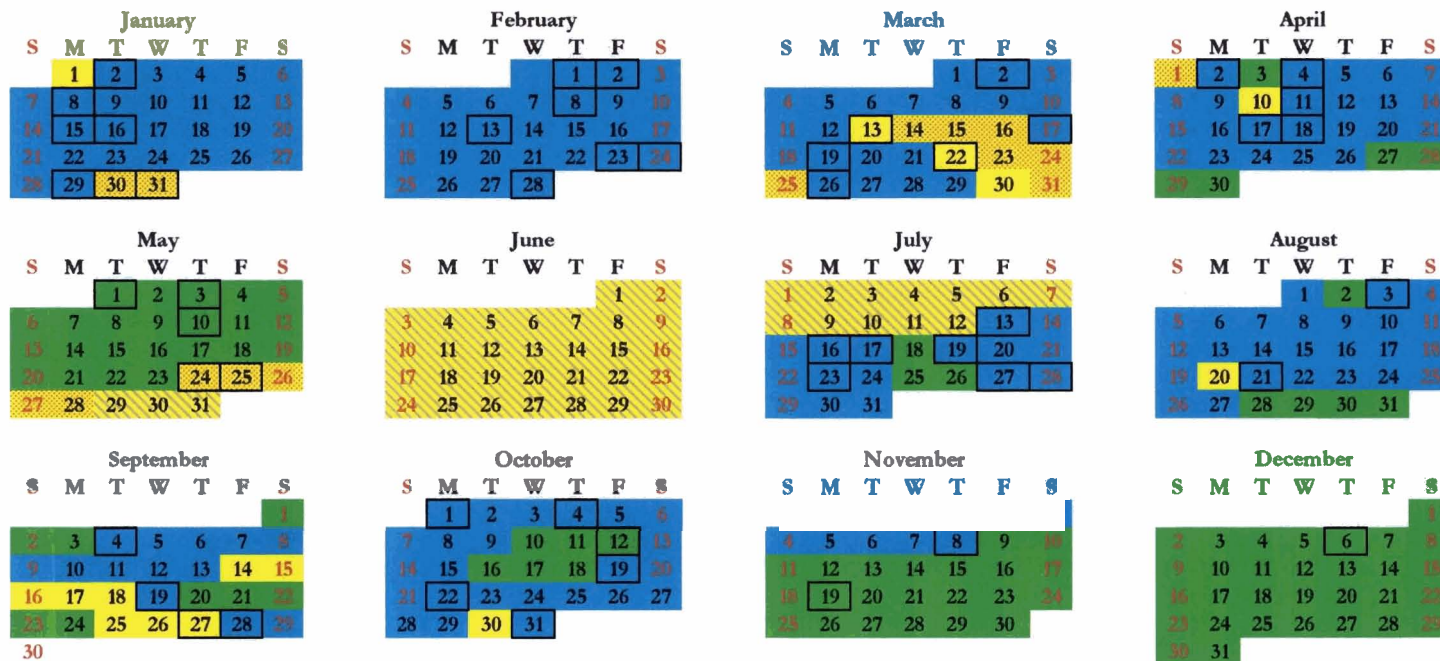 January
S M T W T F S
1 2 3 4 5 6
7 8 9 10 11 12 13
14 15 16 17 18 19 20
21 22 23 24 25 26 27
28 29 30 31
February
S M T W T F S
1 2 3
4 5 6 7 8 9 10
11 12 13 14 15 16 17
18 19 20 21 22 23 24
25 26 27 28
March
S M T W T F S
1 2 3
4 5 6 7 8 9 10
11 12 13 14 15 16 17
18 19 20 21 22 23 24
25 26 27 28 29 30 31
April
S M T W T F S
1 2 3 4 5 6 7
8 9 10 11 12 13 14
15 16 17 18 19 20 21
22 23 24 25 26 27 28
29 30
May
S M T W T F S
1 2 3 4 5
6 7 8 9 10 11 12
13 14 15 16 17 18 19
20 21 22 23 24 25 26
27 28 29 30 31
June
S M T W T F S
1 2
3 4 5 6 7 8 9
10 11 12 13 14 15 16
17 18 19 20 21 22 23
24 25 26 27 28 29 30
July
S M T W T F S
1 2 3 4 5 6 7
8 9 10 11 12 13 14
15 16 17 18 19 20 21
22 23 24 25 26 27 28
29 30 31
August
S M T W T F S
1 2 3 4
5 6 7 8 9 10 11
12 13 14 15 16 17 18
19 20 21 22 23 24 25
26 27 28 29 30 31
September
S M T W T F S
1
2 3 4 5 6 7 8
9 10 11 12 13 14 15
16 17 18 19 20 21 22
23 24 25 26 27 28 29
30
October
S M T W T F S
1 2 3 4 5 6
7 8 9 10 11 12 13
14 15 16 17 18 19 20
21 22 23 24 25 26 27
28 29 30 31
November
S M T W T F S
4 5 6 7 8 9 10
11 12 13 14 15 16 17
18 19 20 21 22 23 24
25 26 27 28 29 30
December
S M T W T F S
1
2 3 4 5 6 7 8
9 10 11 12 13 14 15
16 17 18 19 20 21 22
23 24 25 26 27 28 29
30 31